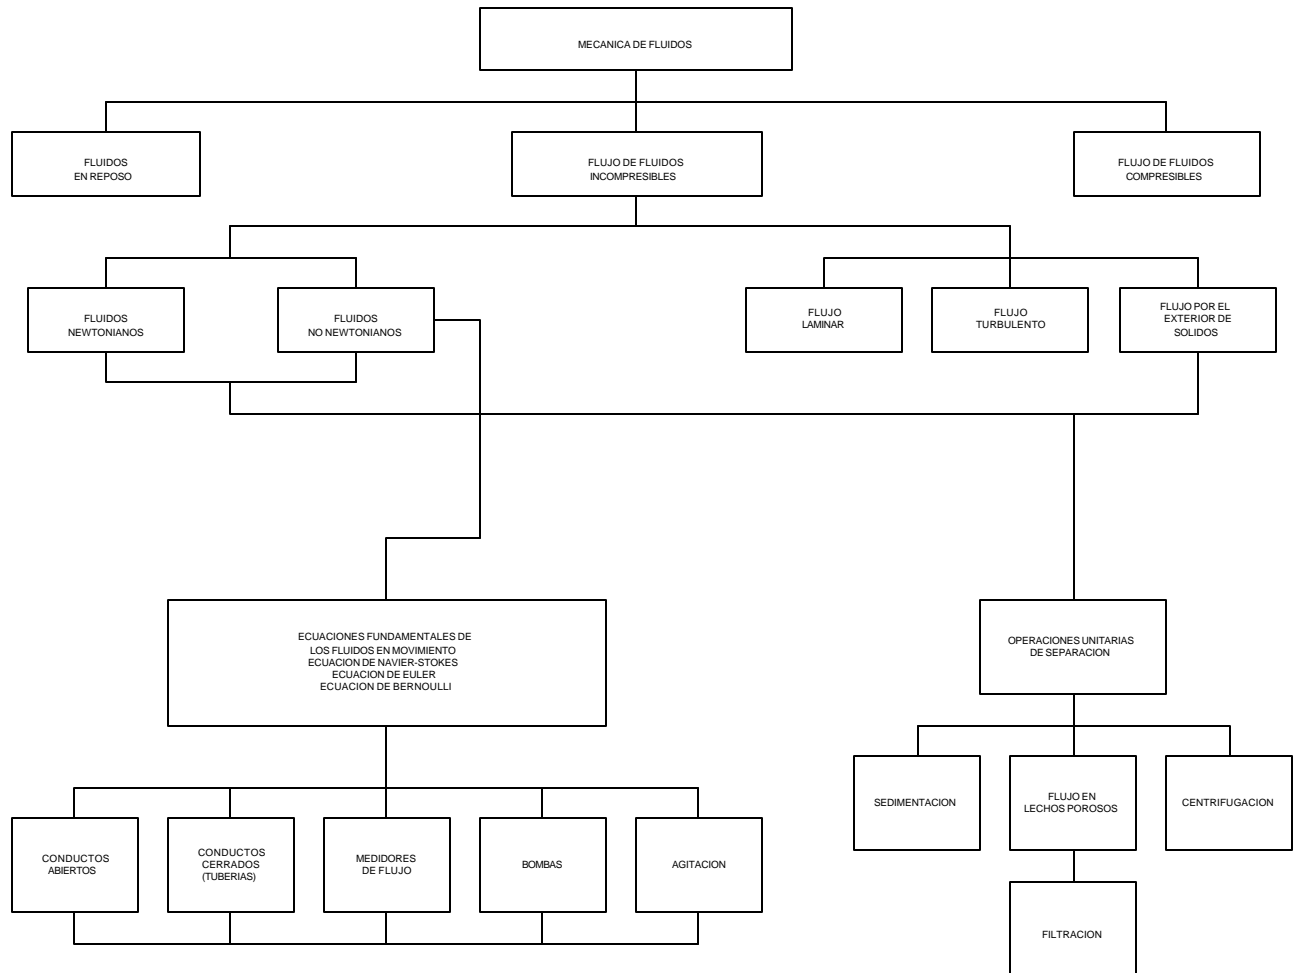 MECANICA DE FLUIDOS
FLUIDOS
EN REPOSO
FLUJO DE FLUIDOS
INCOMPRESIBLES
FLUJO DE FLUIDOS
COMPRESIBLES
FLUIDOS
NEWTONIANOS
FLUIDOS
NO NEWTONIANOS
FLUJO
LAMINAR
FLUJO
TURBULENTO
FLUJO POR EL
EXTERIOR DE
SOLIDOS
ECUACIONES FUNDAMENTALES DE
LOS FLUIDOS EN MOVIMIENTO
ECUACION DE NAVIER-STOKES
ECUACION DE EULER
ECUACION DE BERNOULLI
OPERACIONES UNITARIAS
DE SEPARACION
SEDIMENTACION
FLUJO EN
LECHOS POROSOS
CENTRIFUGACION
CONDUCTOS
ABIERTOS
CONDUCTOS
CERRADOS
(TUBERIAS)
MEDIDORES
DE FLUJO
BOMBAS
AGITACION
FILTRACION